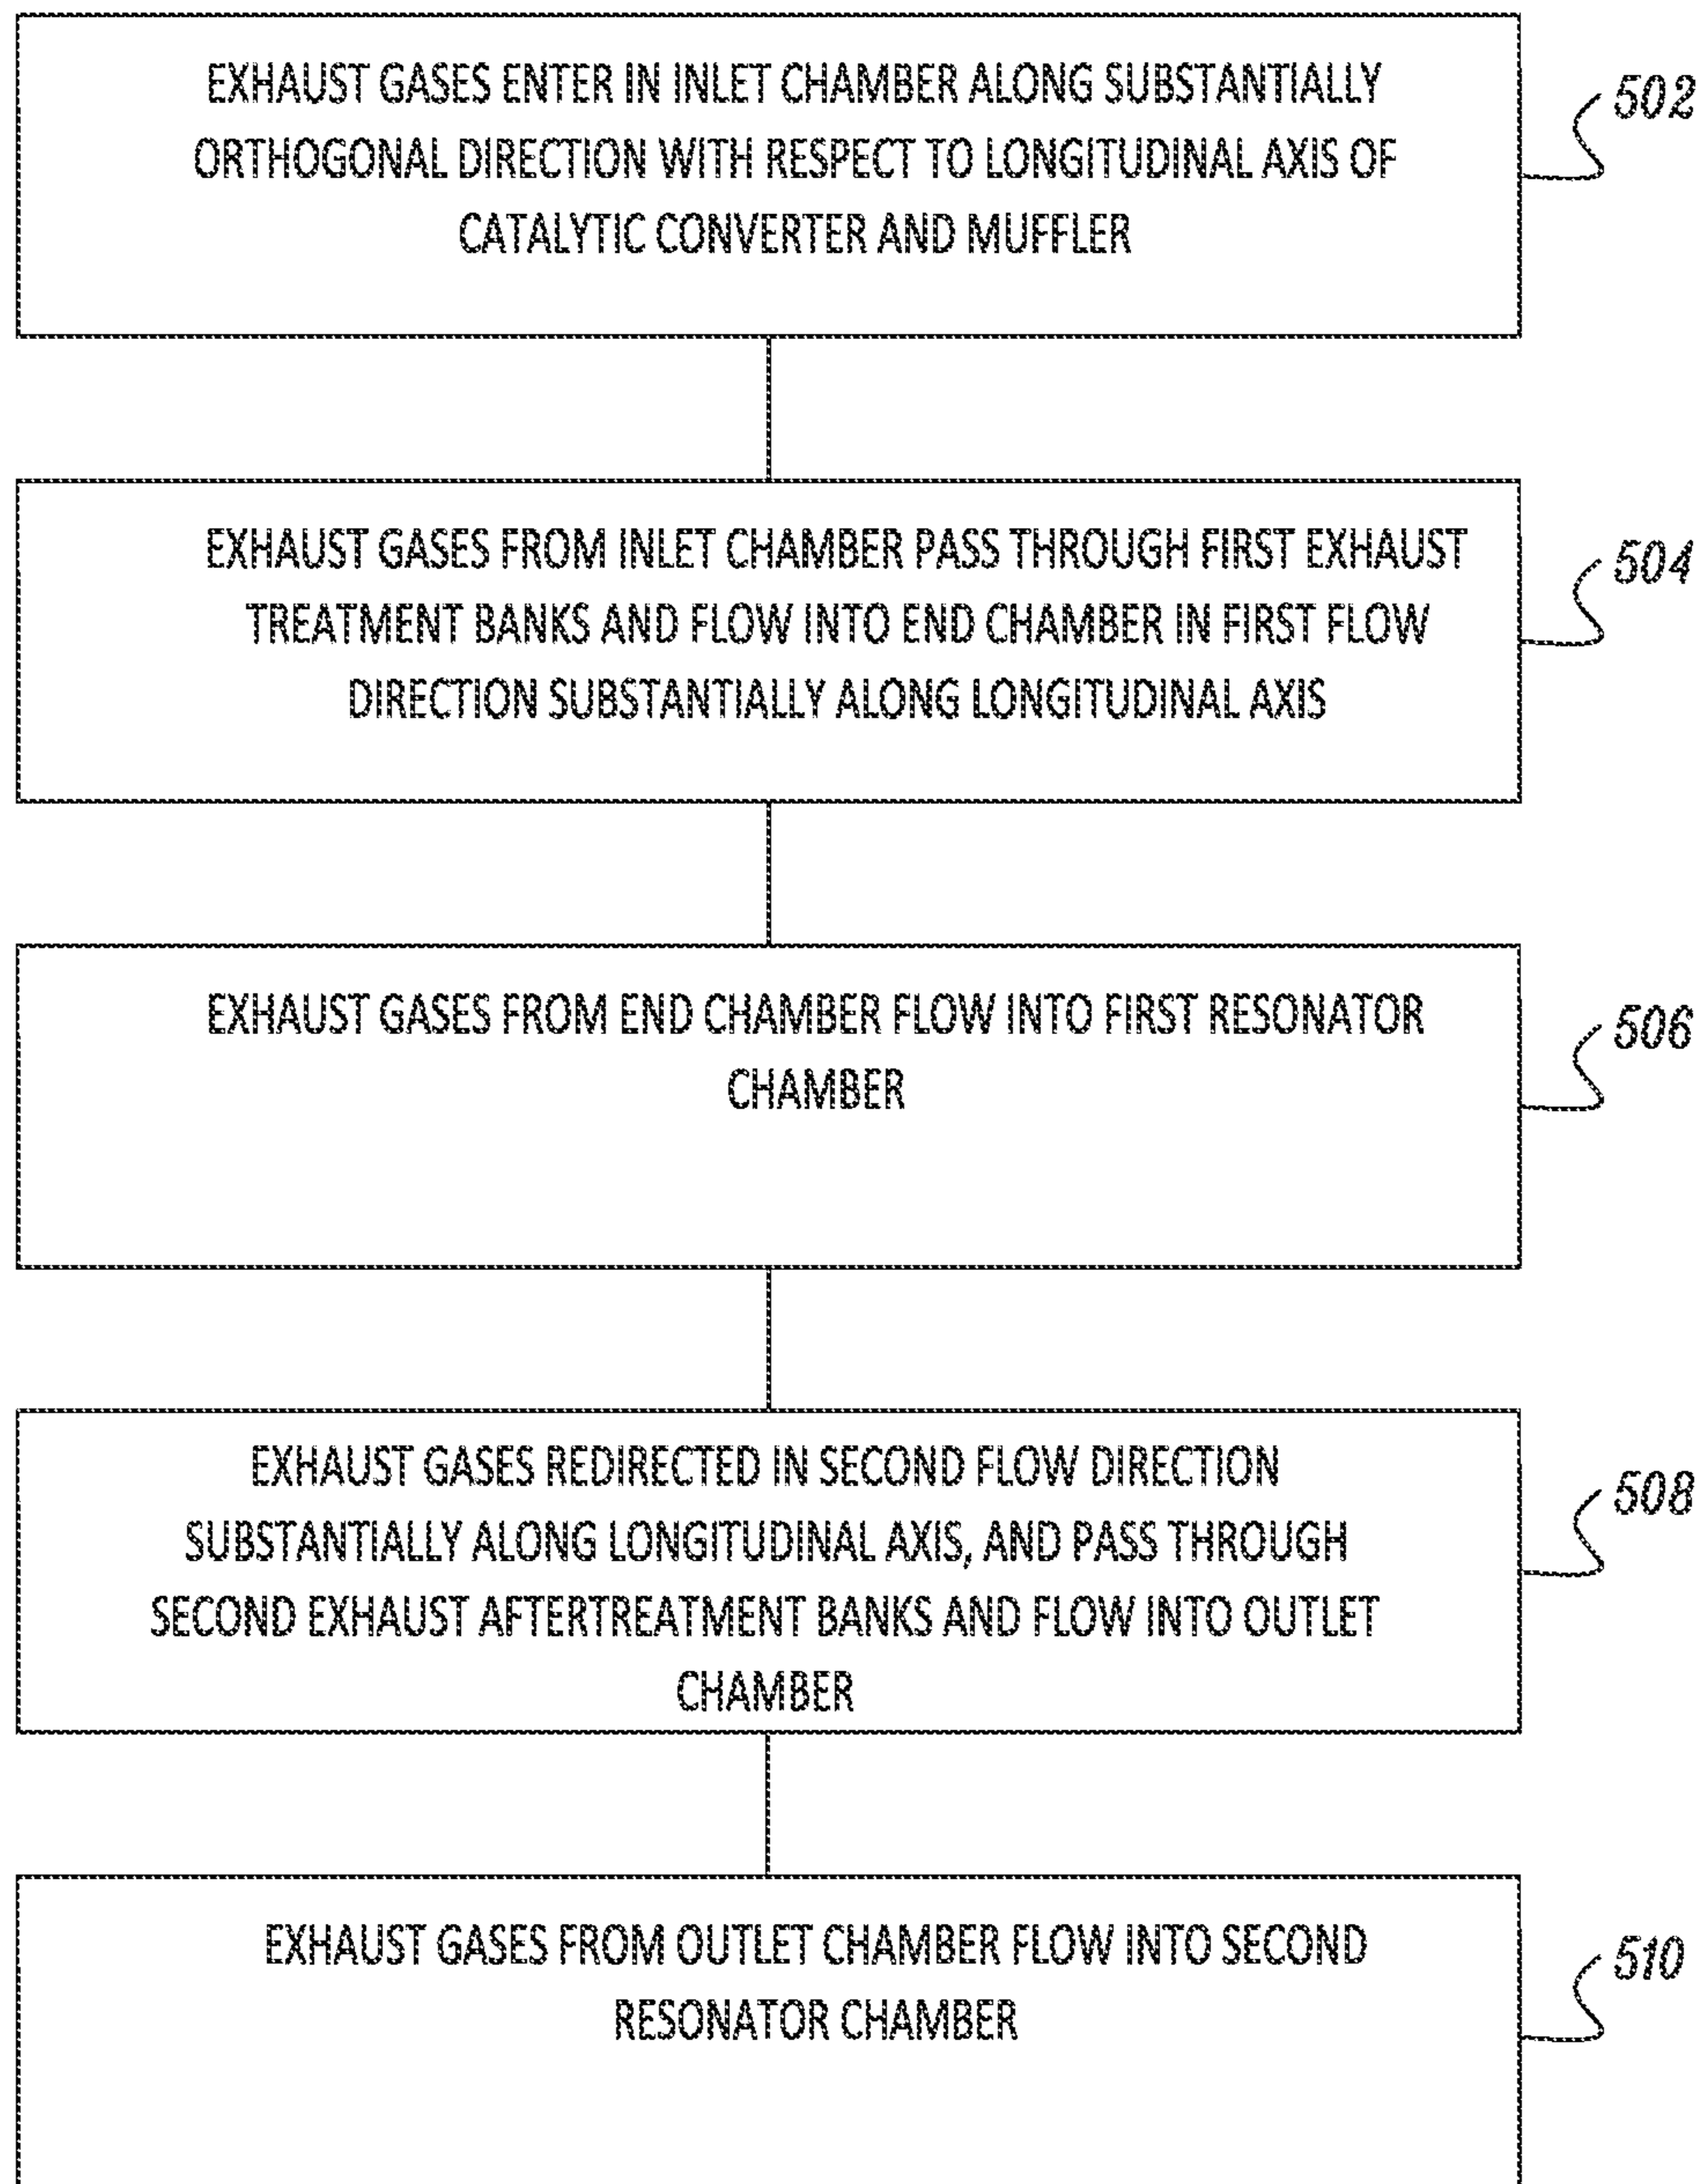 EXHAUST GASES ENTER IN INLET CHAMBER ALONG SUBSTANTIALLY
ORTHOGONAL DIRECTION WITH RESPECT TO LONGITUDINAL AXIS OF
CATALYTIC CONVERTER AND MUFFLER
502
EXHAUST GASES FROM INLET CHAMBER PASS THROUGH FIRST EXHAUST
TREATMENT BANKS AND FLOW INTO END CHAMBER IN FIRST FLOW
DIRECTION SUBSTANTIALLY ALONG LONGITUDINAL AXIS
504
EXHAUST GASES FROM END CHAMBER FLOW INTO FIRST RESONATOR
CHAMBER
506
EXHAUST GASES REDIRECTED IN SECOND FLOW DIRECTION
SUBSTANTIALLY ALONG LONGITUDINAL AXIS, AND PASS THROUGH
SECOND EXHAUST AFTERTREATMENT BANKS AND FLOW INTO OUTLET
CHAMBER
508
EXHAUST GASES FROM OUTLET CHAMBER FLOW INTO SECOND
RESONATOR CHAMBER
510